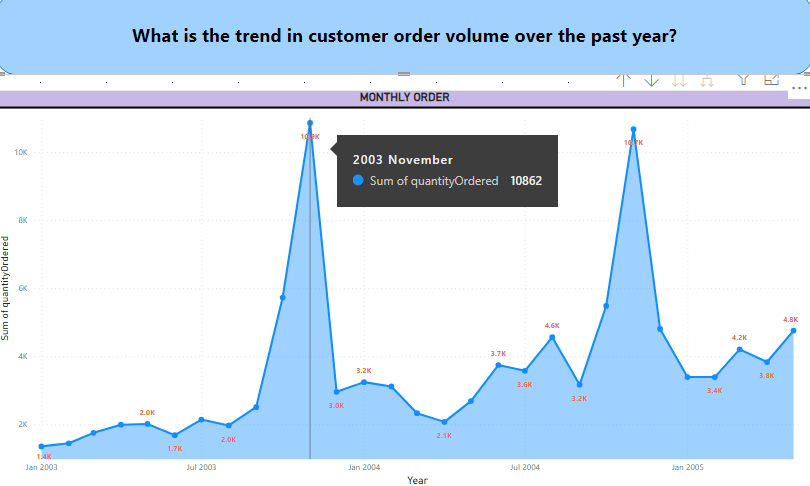 What is the trend in customer order volume over the past year?
MONTHLY ORDER
10K
8K
6K
4K
2K
Sum of quantityOrdered
10.9K
2003 November
Sum of quantityOrdered 10862
10.7K
1.4K
2.0K
1.7K
2.0K
3.0K
3.2K
2.1K
3.7K
3.6K
4.6K
3.2K
3.4K
4.2K
3.8K
4.8K
Jan 2003 Jul 2003 Jan 2004 Jul 2004 Jan 2005
Year